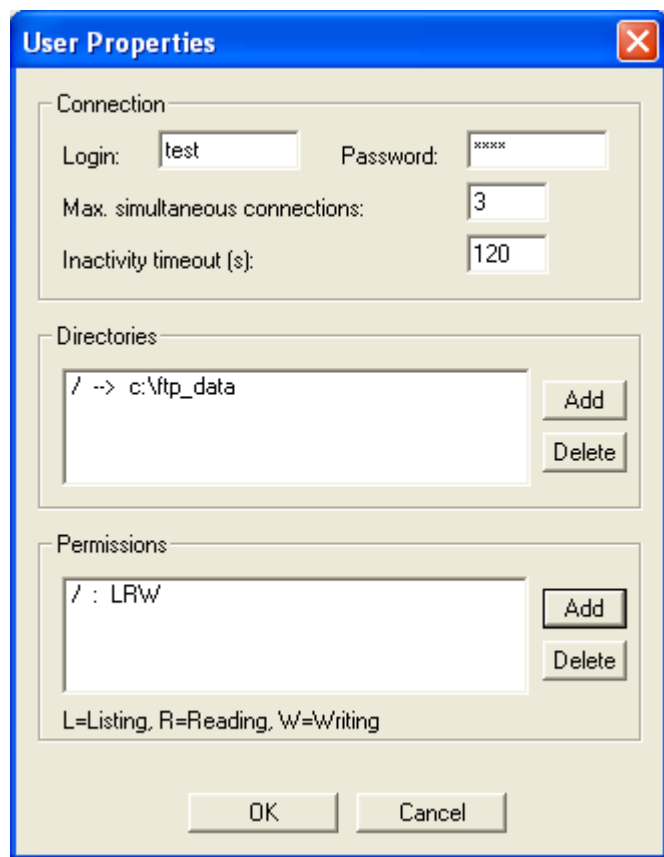 User Properties
Connection
Login: test Password: ****
Max. simultaneous connections: 3
Inactivity timeout (s): 120
Directories
/ --> c:\ftp_data
Add
Delete
Permissions
/ : LRW
Add
Delete
L=Listing, R=Reading, W=Writing
OK Cancel